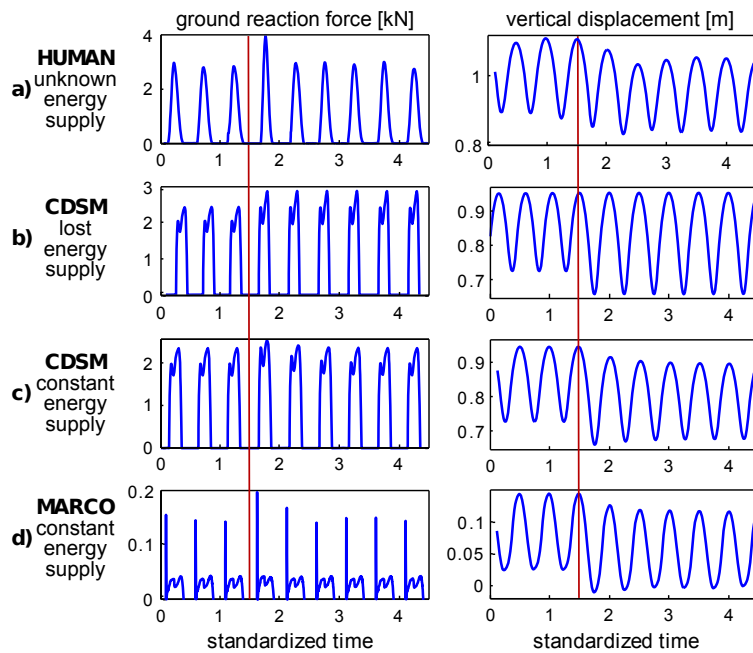 ground reaction force [kN] vertical displacement [m]
a) HUMAN unknown energy supply
4
3
2
1
0
0 1 2 3 4
1
0.8
0 1 2 3 4
b) CDSM lost energy supply
3
2
1
0
0 1 2 3 4
0.9
0.8
0.7
0 1 2 3 4
c) CDSM constant energy supply
2
1
0
0 1 2 3 4
0.9
0.8
0.7
0 1 2 3 4
d) MARCO constant energy supply
0.2
0.1
0
0 1 2 3 4
0.1
0.05
0
0 1 2 3 4
standardized time standardized time